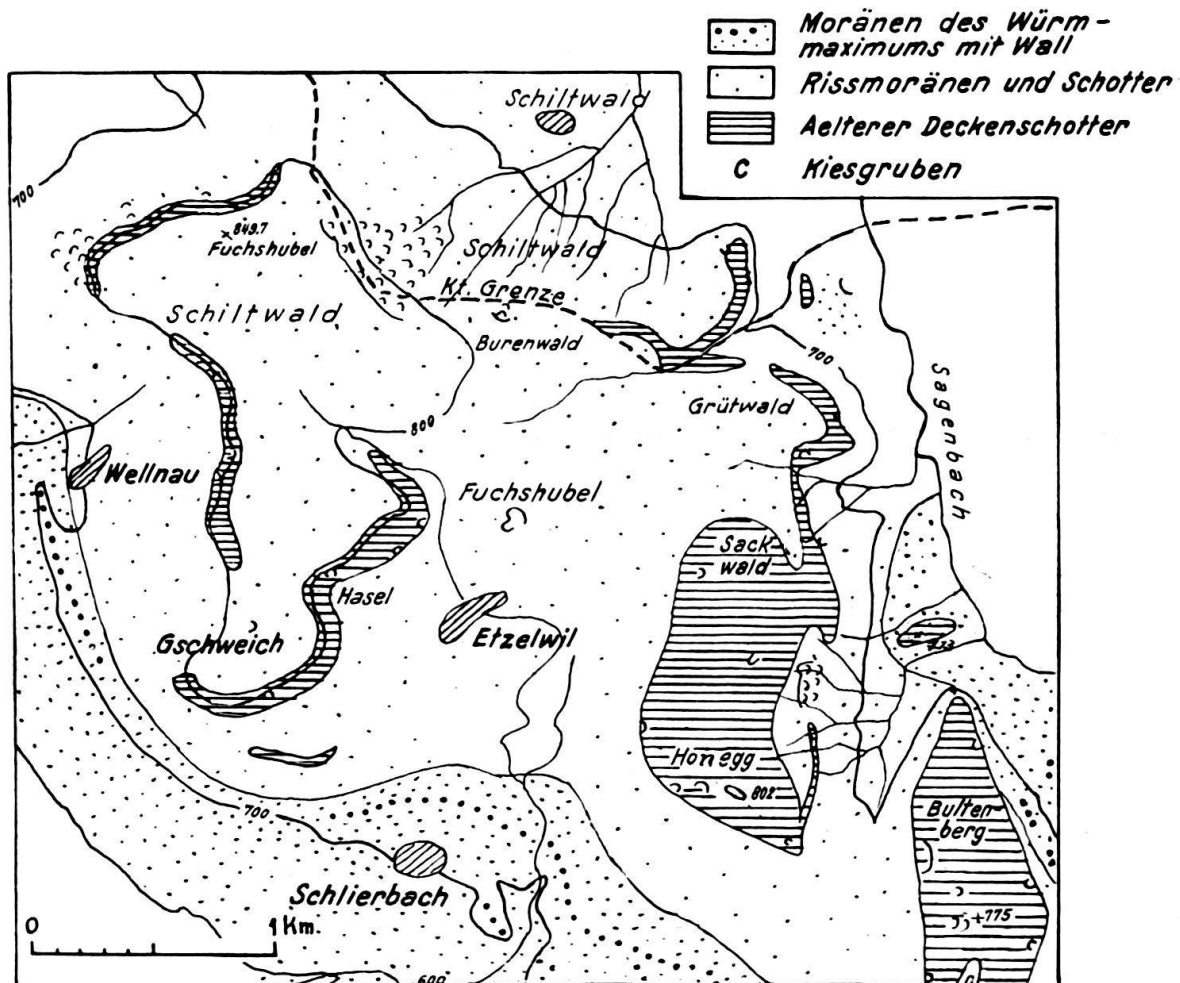 Moränen des Würm-
maximums mit Wall
Rissmoränen und Schotter
Aelterer Deckenschotter
C Kiesgruben
Schiltwald
700
849.7
Fuchshubel
Schiltwald
Kt. Grenze
Schiltwald
Burenwald
700
Sagenbach
Grütwald
800
Wellnau
Fuchshubel
Sack
wald
Hasel
Gschweich
Etzelwil
733
Honegg
802
Bulten-
berg
700
Schlierbach
775
0 1 Km.
600